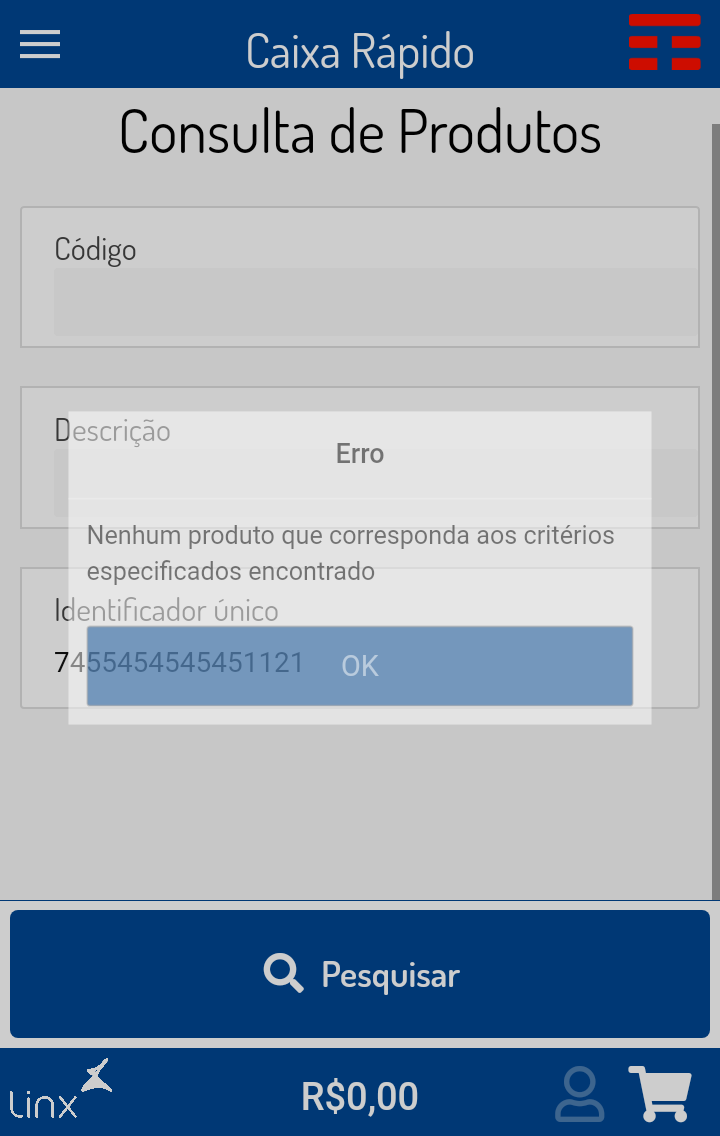 Caixa Rápido
Consulta de Produtos
Código
Descrição
Erro
Nenhum produto que corresponda aos critérios
especificados encontrado
Identificador único
7455454545451121
OK
Pesquisar
linx
R$0,00